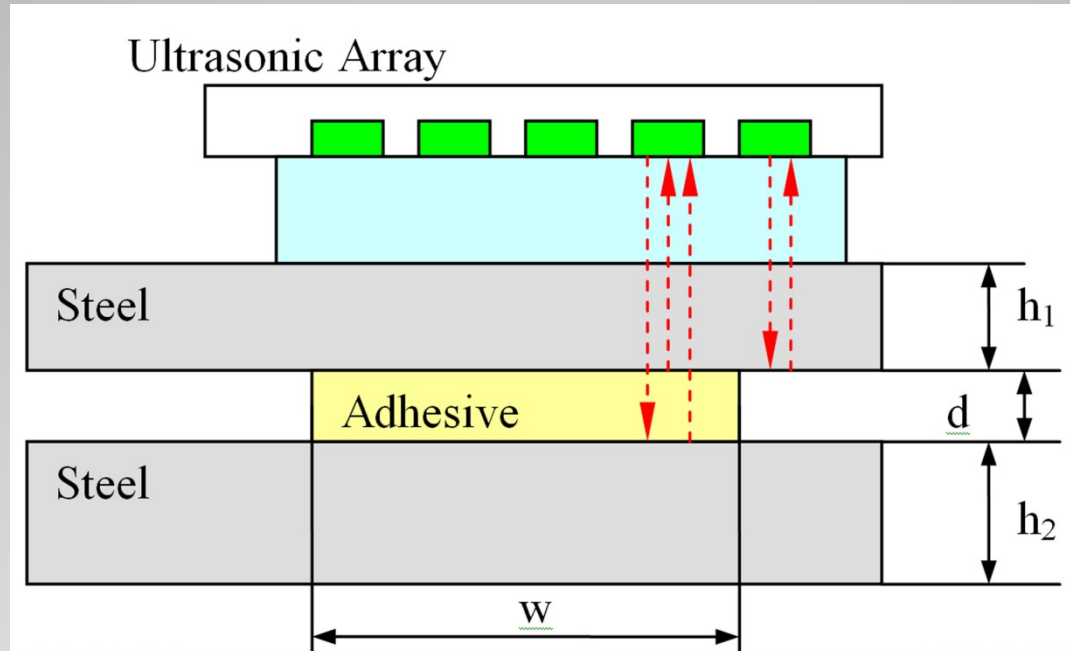 Ultrasonic Array
Steel
h₁
Adhesive
d
Steel
h₂
w